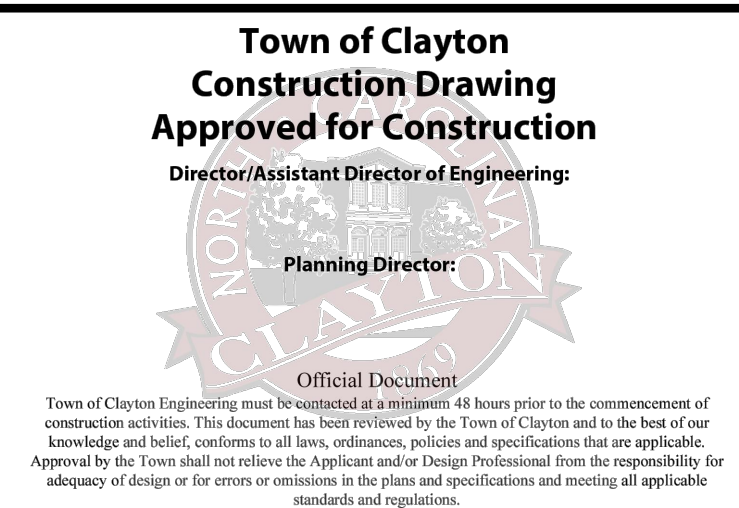 Town of Clayton
Construction Drawing
Approved for Construction
Director/Assistant Director of Engineering:
Planning Director:
NORTH CAROLINA
CLAYTON
1869
Official Document
Town of Clayton Engineering must be contacted at a minimum 48 hours prior to the commencement of
construction activities. This document has been reviewed by the Town of Clayton and to the best of our
knowledge and belief, conforms to all laws, ordinances, policies and specifications that are applicable.
Approval by the Town shall not relieve the Applicant and/or Design Professional from the responsibility for
adequacy of design or for errors or omissions in the plans and specifications and meeting all applicable
standards and regulations.